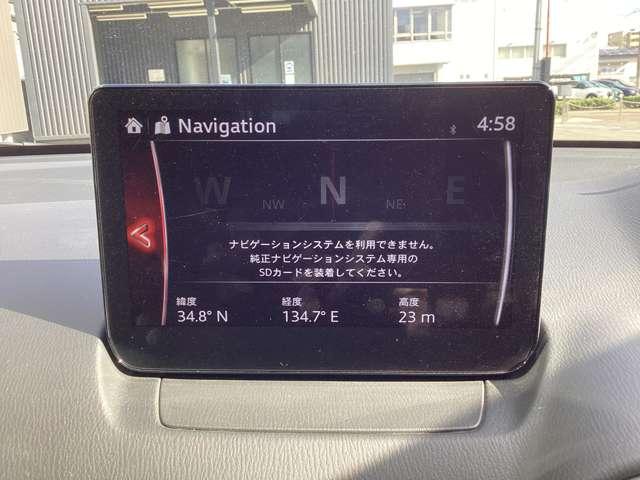 Navigation
4:58
W NW N NE E
ナビゲーションシステムを利用できません。
純正ナビゲーションシステム専用の
SDカードを装着してください。
緯度 経度 高度
34.8° N 134.7° E 23 m